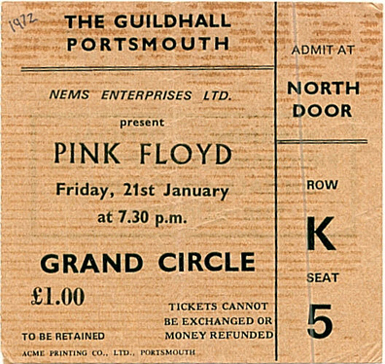 1972
THE GUILDHALL
PORTSMOUTH
NEMS ENTERPRISES LTD.
present
PINK FLOYD
Friday, 21st January
at 7.30 p.m.
GRAND CIRCLE
£1.00
TICKETS CANNOT
BE EXCHANGED OR
MONEY REFUNDED
TO BE RETAINED
ACME PRINTING CO., LTD., PORTSMOUTH
ADMIT AT
NORTH
DOOR
ROW
K
SEAT
5